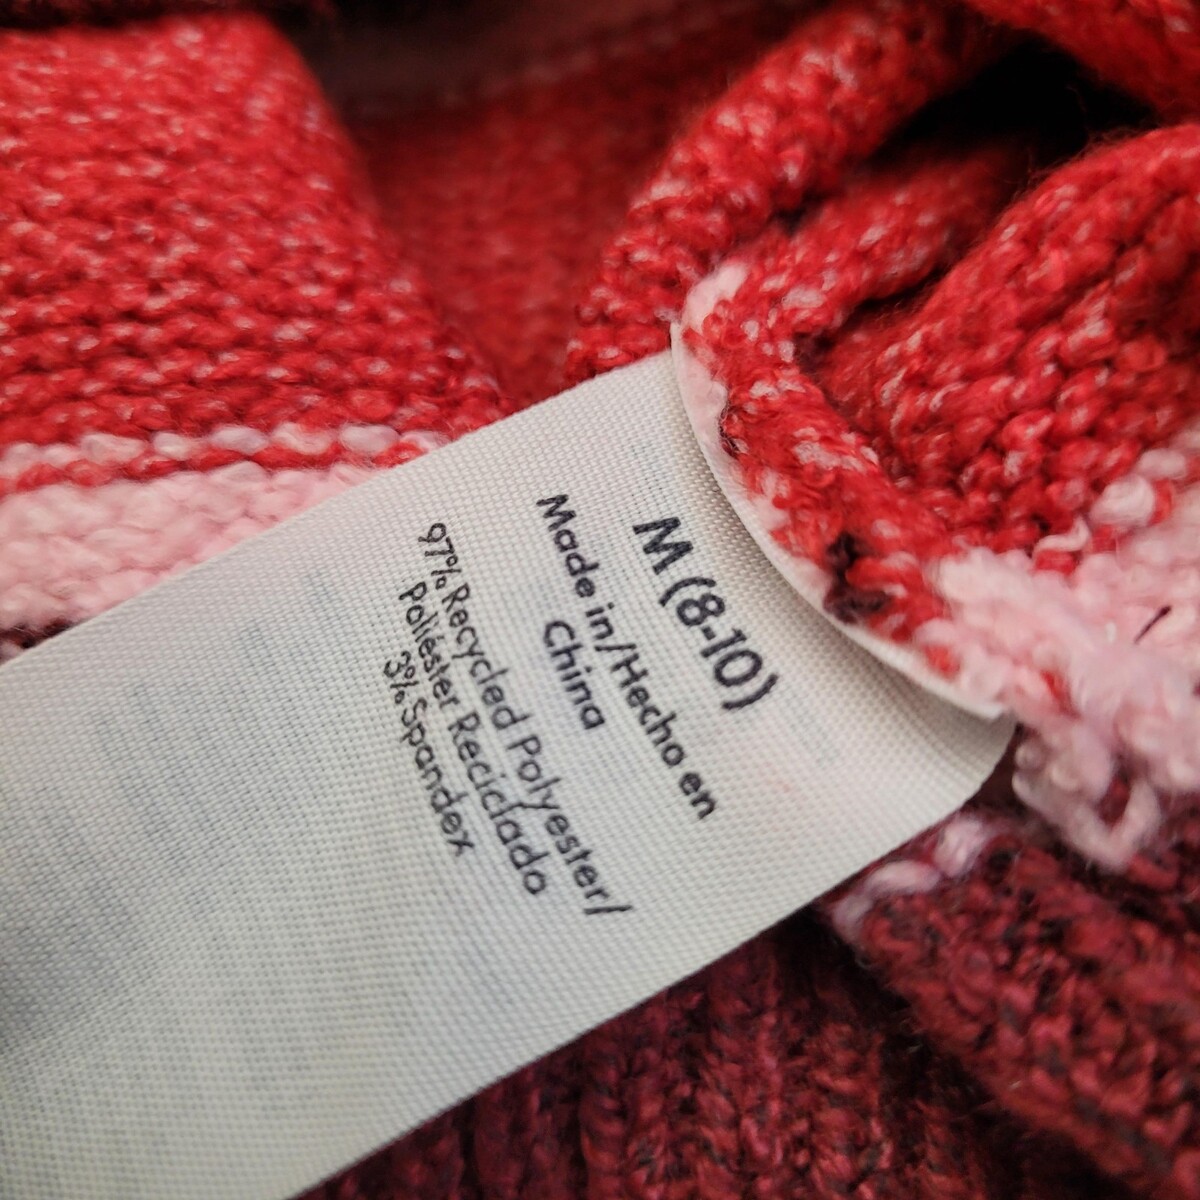 M (8-10)
Made in/Hecho en
China
97% Recycled Polyester/
Poliéster Reciclado
3% Spandex